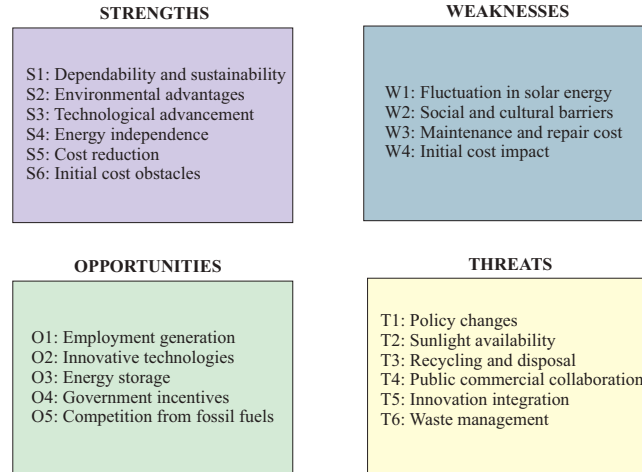 STRENGTHS
S1: Dependability and sustainability
S2: Environmental advantages
S3: Technological advancement
S4: Energy independence
S5: Cost reduction
S6: Initial cost obstacles
WEAKNESSES
W1: Fluctuation in solar energy
W2: Social and cultural barriers
W3: Maintenance and repair cost
W4: Initial cost impact
OPPORTUNITIES
O1: Employment generation
O2: Innovative technologies
O3: Energy storage
O4: Government incentives
O5: Competition from fossil fuels
THREATS
T1: Policy changes
T2: Sunlight availability
T3: Recycling and disposal
T4: Public commercial collaboration
T5: Innovation integration
T6: Waste management